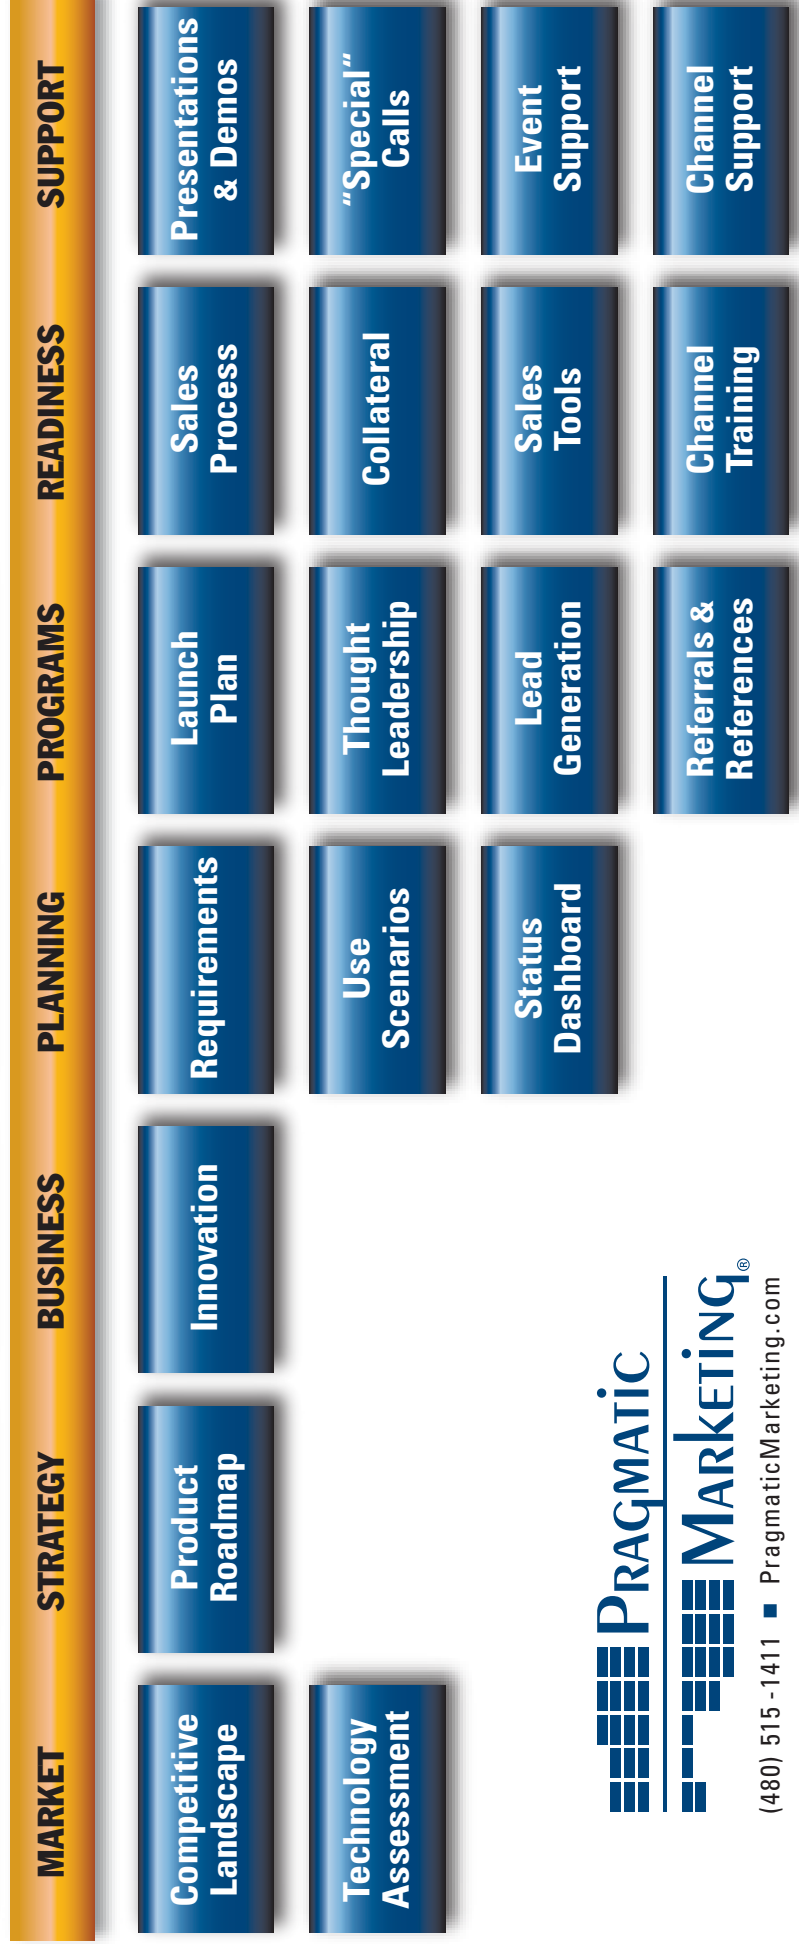 MARKET STRATEGY BUSINESS PLANNING PROGRAMS READINESS SUPPORT
Competitive
Landscape
Product
Roadmap
Innovation
Requirements
Launch
Plan
Sales
Process
Presentations
& Demos
Technology
Assessment
Use
Scenarios
Thought
Leadership
Collateral
“Special“
Calls
Status
Dashboard
Lead
Generation
Sales
Tools
Event
Support
Referrals &
References
Channel
Training
Channel
Support
PRAGMATiC
MARKETiNG®
(480) 515 -1411 ■ PragmaticMarketing.com